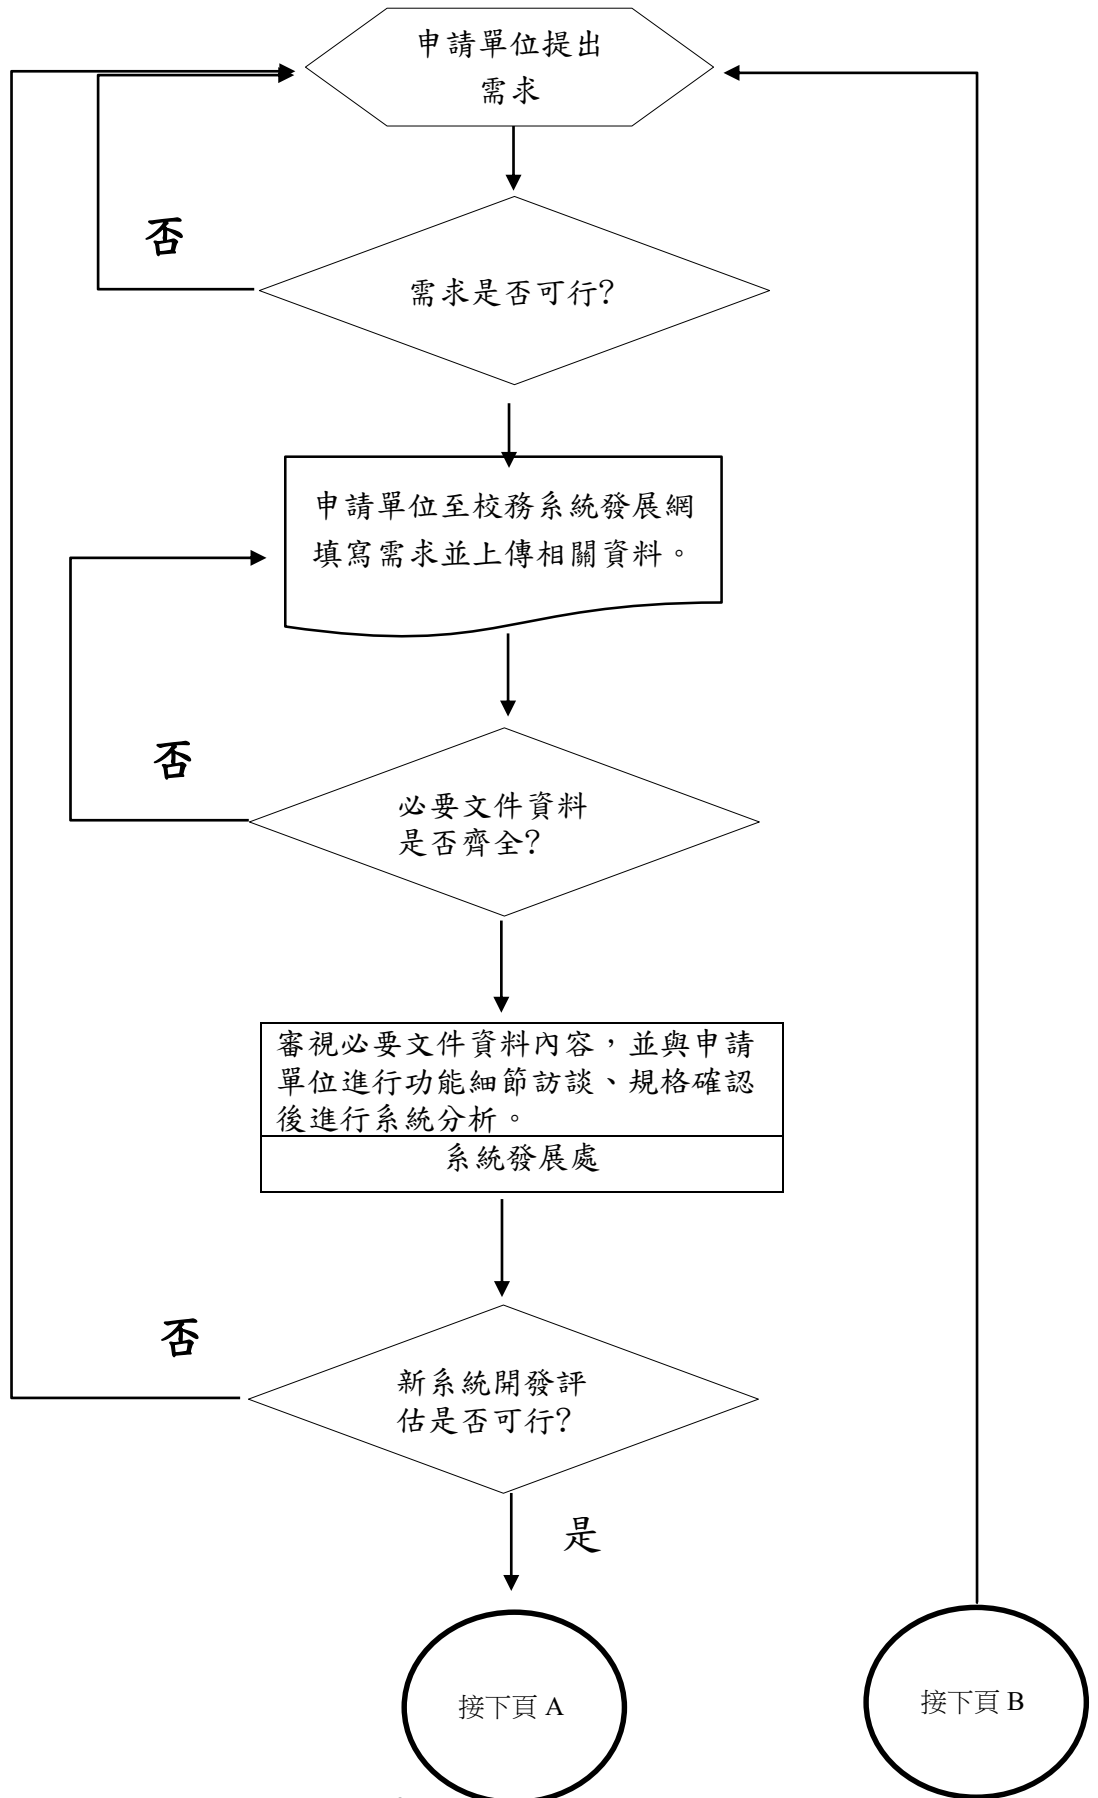 申請單位提出
需求
否
需求是否可行?
申請單位至校務系統發展網
填寫需求並上傳相關資料。
否
必要文件資料
是否齊全?
審視必要文件資料內容，並與申請
單位進行功能細節訪談、規格確認
後進行系統分析。
系統發展處
否
新系統開發評
估是否可行?
是
接下頁 A
接下頁 B